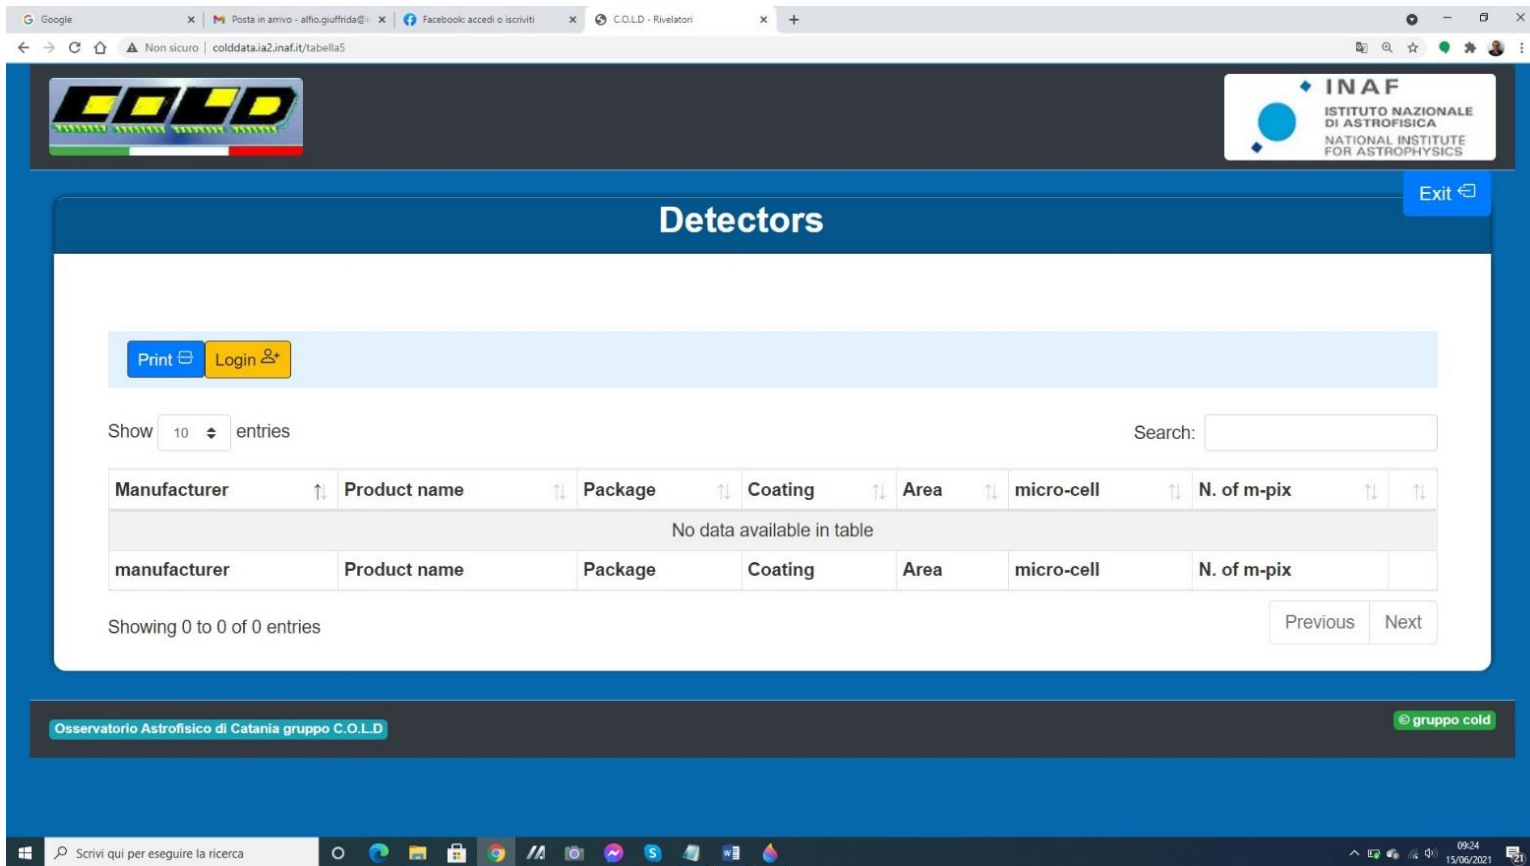 Google
Posta in arrivo - alfio.giuffrida@i
Facebook: accedi o iscriviti
C.O.L.D - Rivelatori
Non sicuro | colddata.ia2.inaf.it/tabella5
COLD
INAF
ISTITUTO NAZIONALE
DI ASTROFISICA
NATIONAL INSTITUTE
FOR ASTROPHYSICS
Exit
Detectors
Print Login
Show 10 entries Search:
Manufacturer Product name Package Coating Area micro-cell N. of m-pix
No data available in table
manufacturer Product name Package Coating Area micro-cell N. of m-pix
Showing 0 to 0 of 0 entries Previous Next
Osservatorio Astrofisico di Catania gruppo C.O.L.D © gruppo cold
Scrivi qui per eseguire la ricerca
09:24
15/06/2021